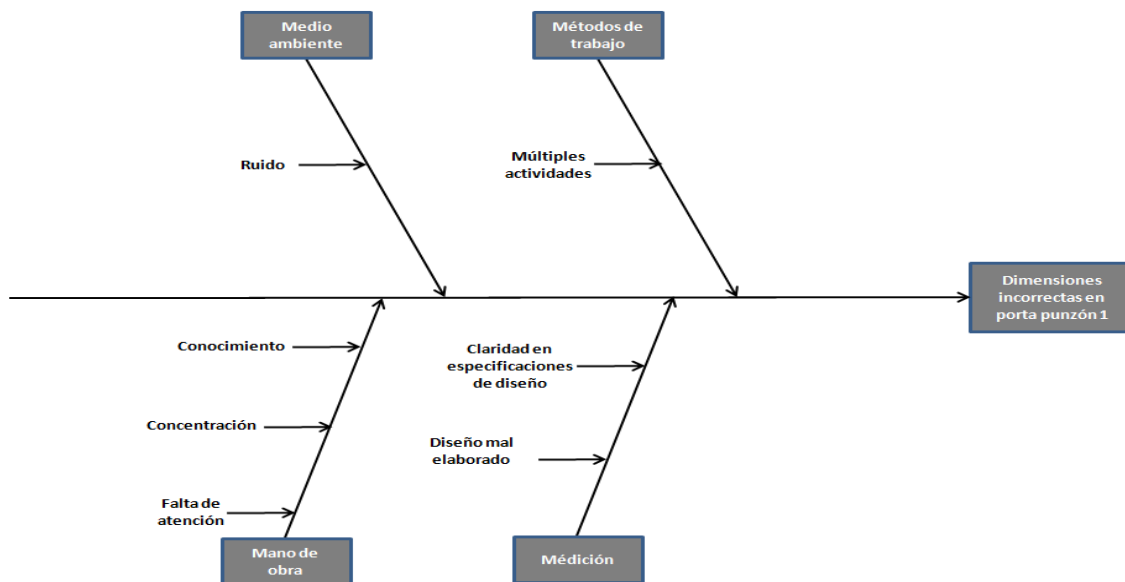 Medio
ambiente
Métodos de
trabajo
Ruido
Múltiples
actividades
Dimensiones
incorrectas en
porta punzón 1
Conocimiento
Concentración
Falta de
atención
Claridad en
especificaciones
de diseño
Diseño mal
elaborado
Mano de
obra
Médición